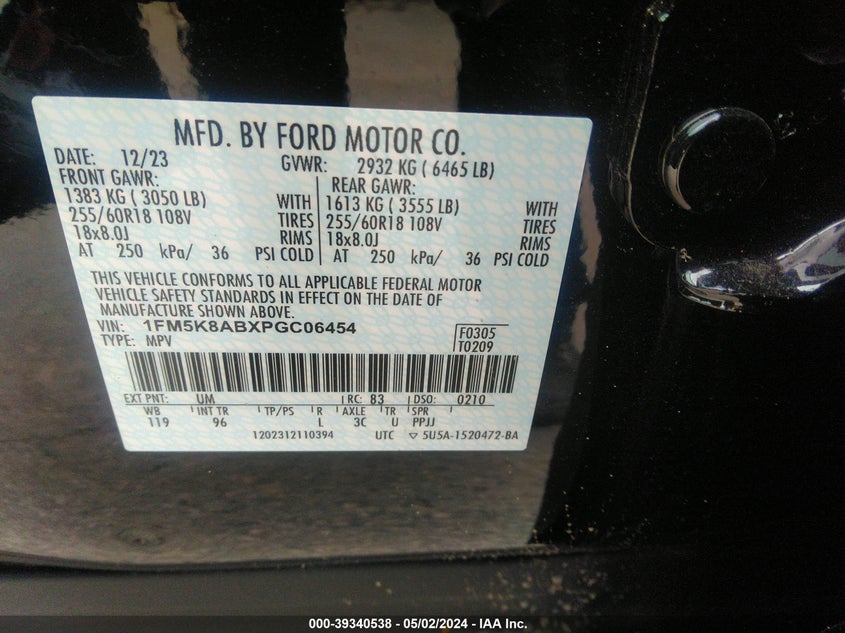 MFD. BY FORD MOTOR CO.
DATE: 12/23 GVWR: 2932 KG ( 6465 LB)
FRONT GAWR: REAR GAWR:
1383 KG ( 3050 LB) WITH 1613 KG ( 3555 LB) WITH
255/60R18 108V TIRES 255/60R18 108V TIRES
18x8.0J RIMS 18x8.0J RIMS
AT 250 kPa/ 36 PSI COLD AT 250 kPa/ 36 PSI COLD
THIS VEHICLE CONFORMS TO ALL APPLICABLE FEDERAL MOTOR
VEHICLE SAFETY STANDARDS IN EFFECT ON THE DATE OF
MANUFACTURE SHOWN ABOVE.
VIN: 1FM5K8ABXPGC06454 F0305
TYPE: MPV T0209
EXT PNT: UM RC: 83 DSO: 0210
WB INT TR TP/PS R AXLE TR SPR
119 96 L 3C U PPJJ
1202312110394 UTC ▽ 5U5A-1520472-BA
000-39340538 - 05/02/2024 - IAA Inc.